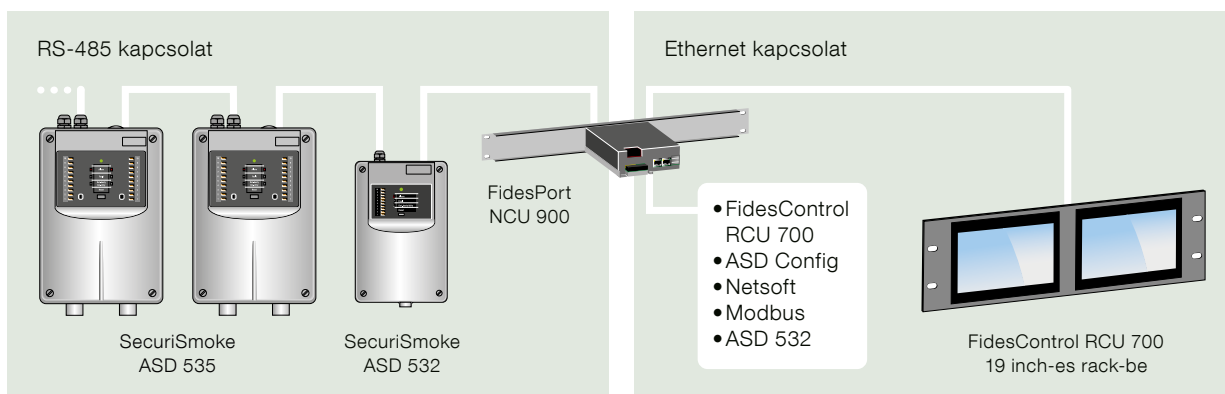 RS-485 kapcsolat
Ethernet kapcsolat
FidesPort
NCU 900
•FidesControl
RCU 700
•ASD Config
•Netsoft
•Modbus
•ASD 532
SecuriSmoke
ASD 535
SecuriSmoke
ASD 532
FidesControl RCU 700
19 inch-es rack-be